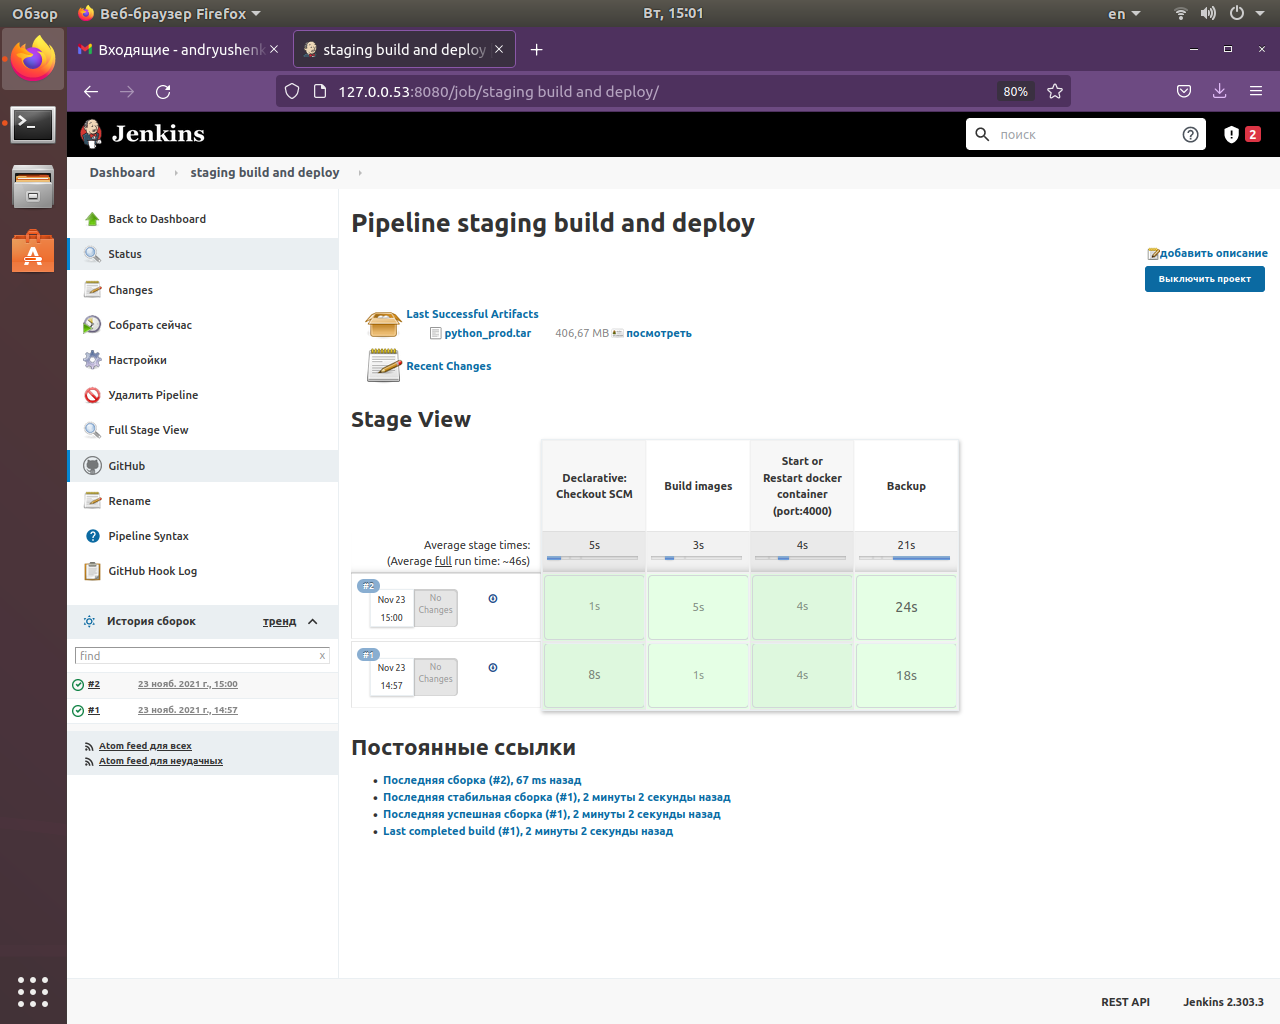 Обзор
Веб-браузер Firefox
Вт, 15:01
en
Входящие - andryushenk
staging build and deploy
127.0.0.53:8080/job/staging build and deploy/
80%
Jenkins
поиск
2
Dashboard
staging build and deploy
Back to Dashboard
Status
Changes
Собрать сейчас
Настройки
Удалить Pipeline
Full Stage View
GitHub
Rename
Pipeline Syntax
GitHub Hook Log
История сборок
тренд
find
x
#2 23 нояб. 2021 г., 15:00
#1 23 нояб. 2021 г., 14:57
Atom feed для всех
Atom feed для неудачных
Pipeline staging build and deploy
добавить описание
Выключить проект
Last Successful Artifacts
python_prod.tar 406,67 MB посмотреть
Recent Changes
Stage View
Declarative: Checkout SCM
Build images
Start or Restart docker container (port:4000)
Backup
Average stage times:
(Average full run time: ~46s)
5s 3s 4s 21s
#2
Nov 23
15:00
No Changes
1s 5s 4s 24s
#1
Nov 23
14:57
No Changes
8s 1s 4s 18s
Постоянные ссылки
Последняя сборка (#2), 67 ms назад
Последняя стабильная сборка (#1), 2 минуты 2 секунды назад
Последняя успешная сборка (#1), 2 минуты 2 секунды назад
Last completed build (#1), 2 минуты 2 секунды назад
REST API
Jenkins 2.303.3